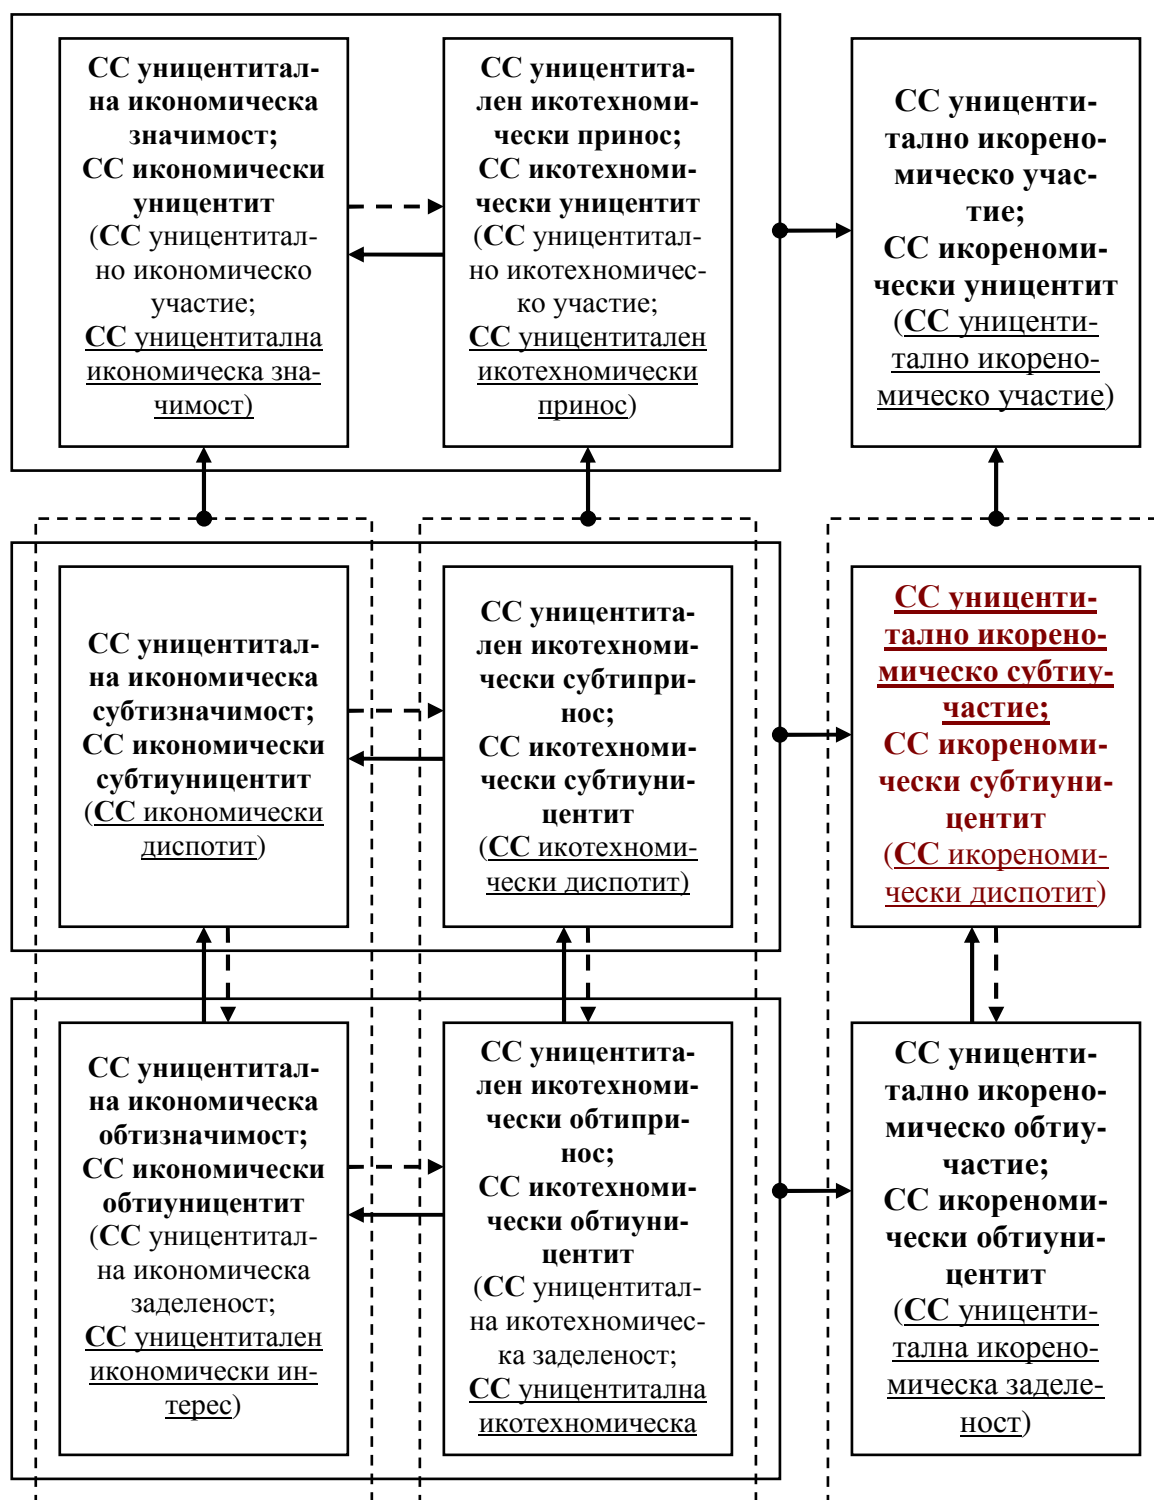 СС уницентитал-
на икономическа
значимост;
СС икономически
уницентит
(СС уницентитал-
но икономическо
участие;
СС уницентитална
икономическа зна-
чимост)
СС уницентита-
лен икотехноми-
чески принос;
СС икотехноми-
чески уницентит
(СС уницентитал-
но икотехномичес-
ко участие;
СС уницентитален
икотехномически
принос)
СС униценти-
тално икорено-
мическо учас-
тие;
СС икореноми-
чески уницентит
(СС униценти-
тално икорено-
мическо участие)
СС уницентитал-
на икономическа
субтизначимост;
СС икономически
субтиуницентит
(СС икономически
диспотит)
СС уницентита-
лен икотехноми-
чески субтипри-
нос;
СС икотехноми-
чески субтиуни-
центит
(СС икотехноми-
чески диспотит)
СС униценти-
тално икорено-
мическо субтиу-
частие;
СС икореноми-
чески субтиуни-
центит
(СС икореноми-
чески диспотит)
СС уницентитал-
на икономическа
обтизначимост;
СС икономически
обтиуницентит
(СС уницентитал-
на икономическа
заделеност;
СС уницентитален
икономически ин-
терес)
СС уницентита-
лен икотехноми-
чески обтипри-
нос;
СС икотехноми-
чески обтиуни-
центит
(СС уницентитал-
на икотехномичес-
ка заделеност;
СС уницентитална
икотехномическа
СС униценти-
тално икорено-
мическо обтиу-
частие;
СС икореноми-
чески обтиуни-
центит
(СС униценти-
тална икорено-
мическа заделе-
ност)